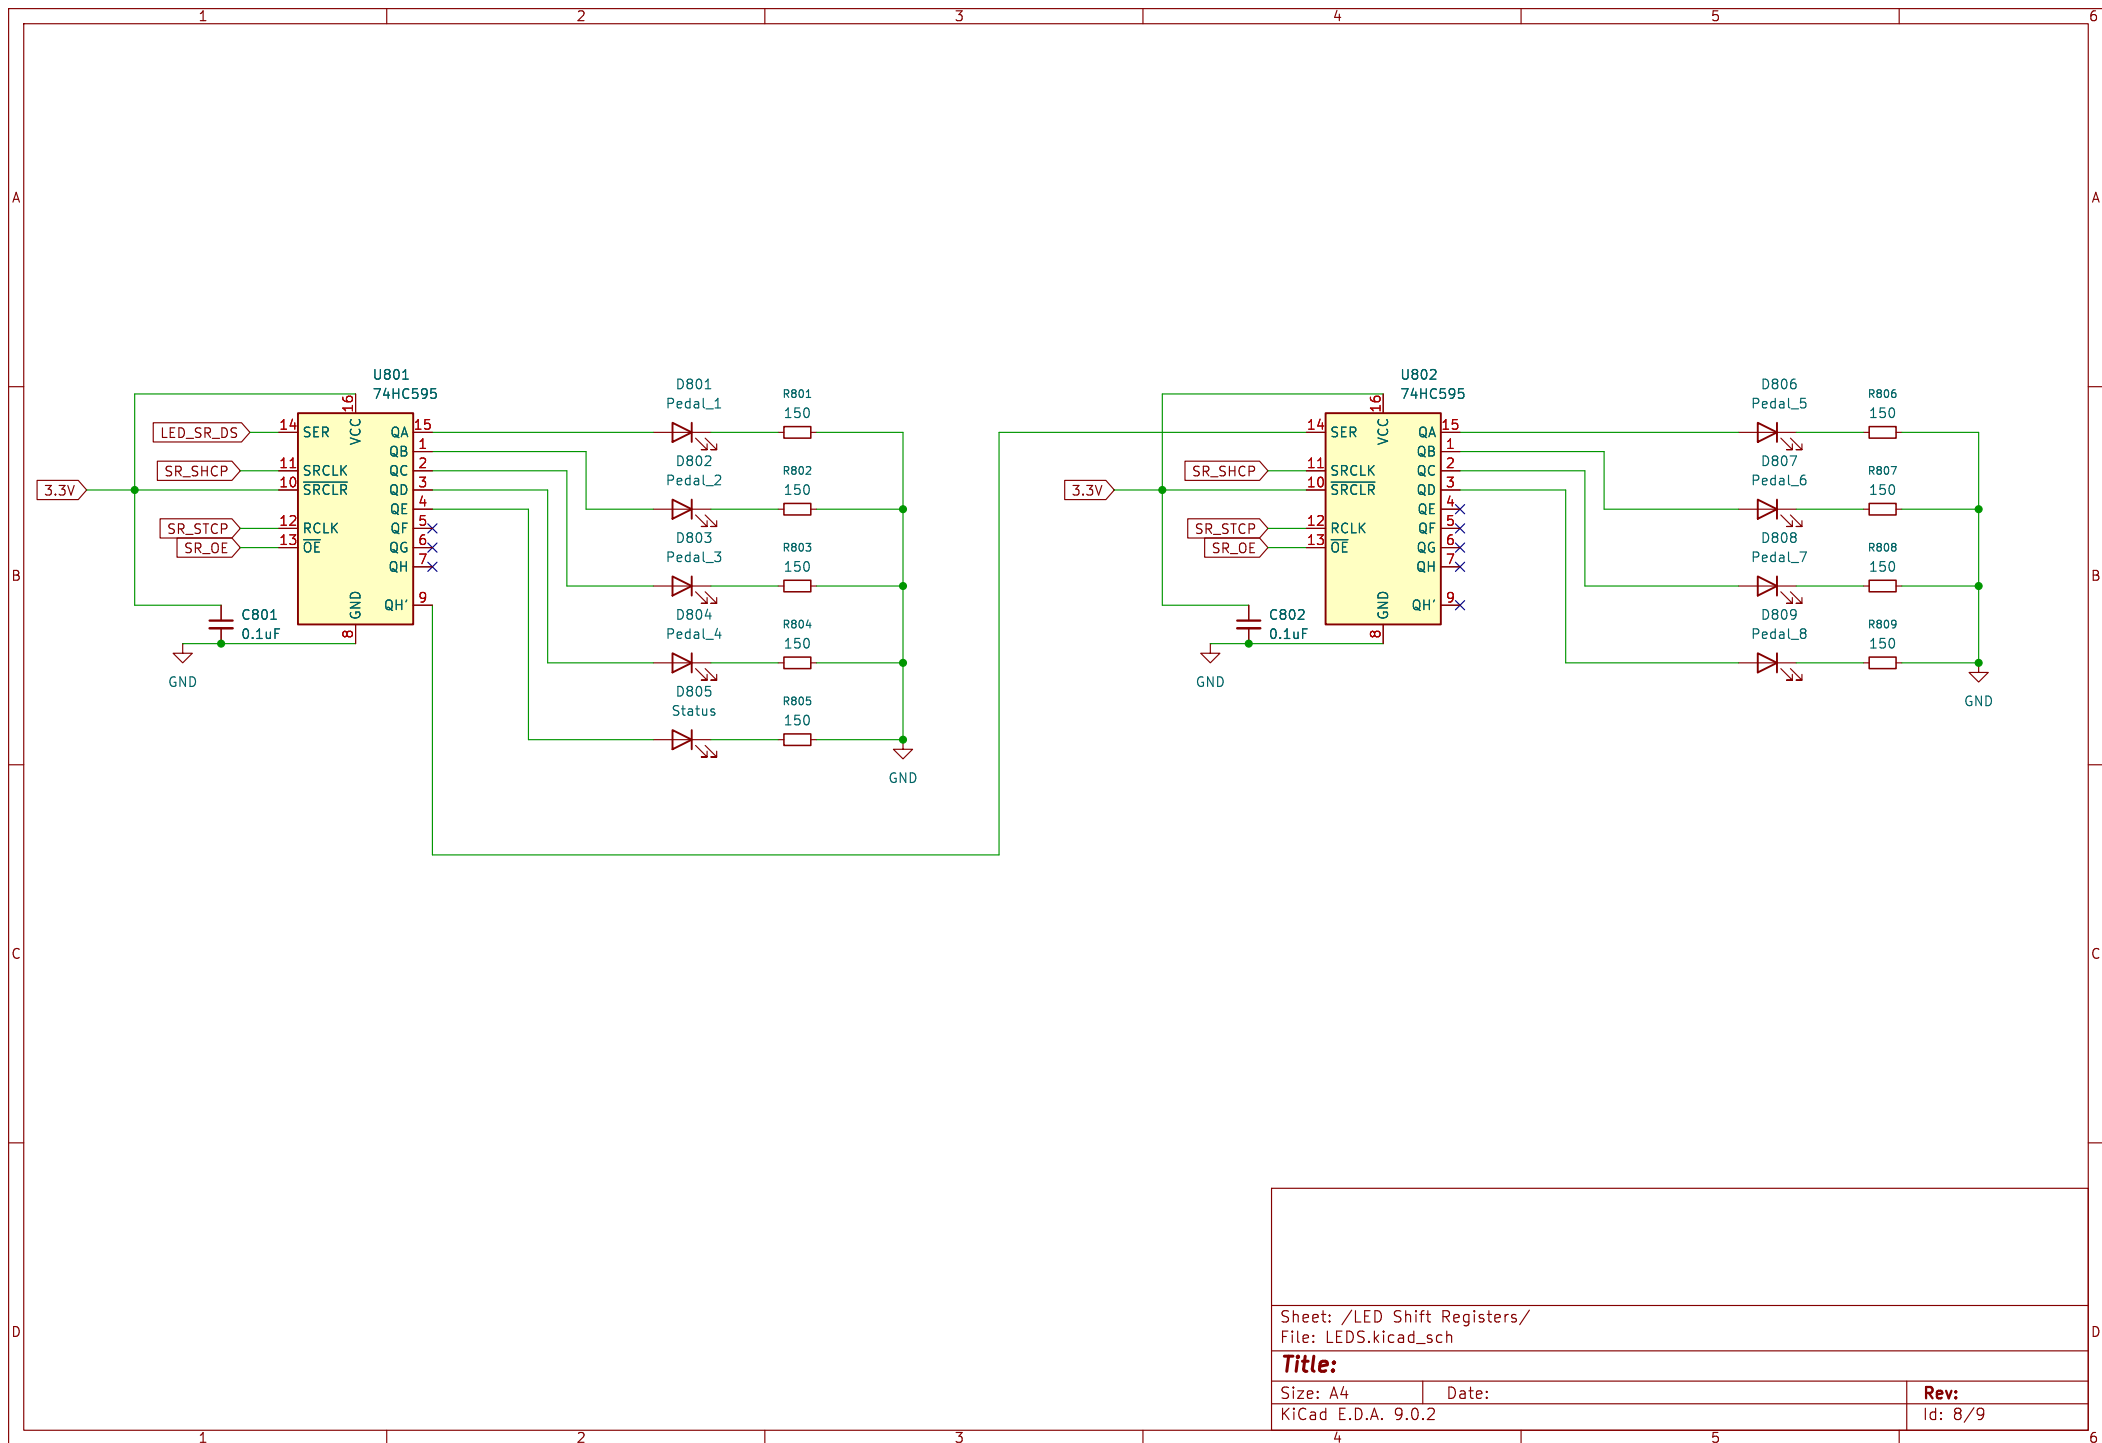 1 2 3 4 5 6
A A
B B
C C
D D
U801
74HC595
LED_SR_DS
SR_SHCP
3.3V
SR_STCP
SR_OE
14 SER
11 SRCLK
10 SRCLR
12 RCLK
13 OE
16
VCC
GND
8
QA 15
QB 1
QC 2
QD 3
QE 4
QF 5
QG 6
QH 7
QH' 9
C801
0.1uF
GND
D801
Pedal_1
R801
150
D802
Pedal_2
R802
150
D803
Pedal_3
R803
150
D804
Pedal_4
R804
150
D805
Status
R805
150
GND
U802
74HC595
SR_SHCP
3.3V
SR_STCP
SR_OE
14 SER
11 SRCLK
10 SRCLR
12 RCLK
13 OE
16
VCC
GND
8
QA 15
QB 1
QC 2
QD 3
QE 4
QF 5
QG 6
QH 7
QH' 9
C802
0.1uF
GND
D806
Pedal_5
R806
150
D807
Pedal_6
R807
150
D808
Pedal_7
R808
150
D809
Pedal_8
R809
150
GND
Sheet: /LED Shift Registers/
File: LEDS.kicad_sch
Title:
Size: A4 Date: Rev:
KiCad E.D.A. 9.0.2 Id: 8/9
1 2 3 4 5 6